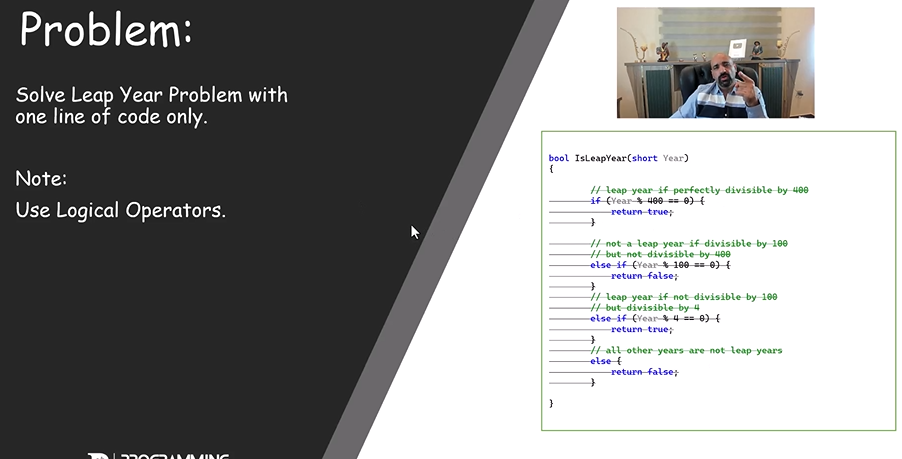 Problem:
Solve Leap Year Problem with
one line of code only.
Note:
Use Logical Operators.
bool IsLeapYear(short Year)
{
// leap year if perfectly divisible by 400
if (Year % 400 == 0) {
return true;
}
// not a leap year if divisible by 100
// but not divisible by 400
else if (Year % 100 == 0) {
return false;
}
// leap year if not divisible by 100
// but divisible by 4
else if (Year % 4 == 0) {
return true;
}
// all other years are not leap years
else {
return false;
}
}